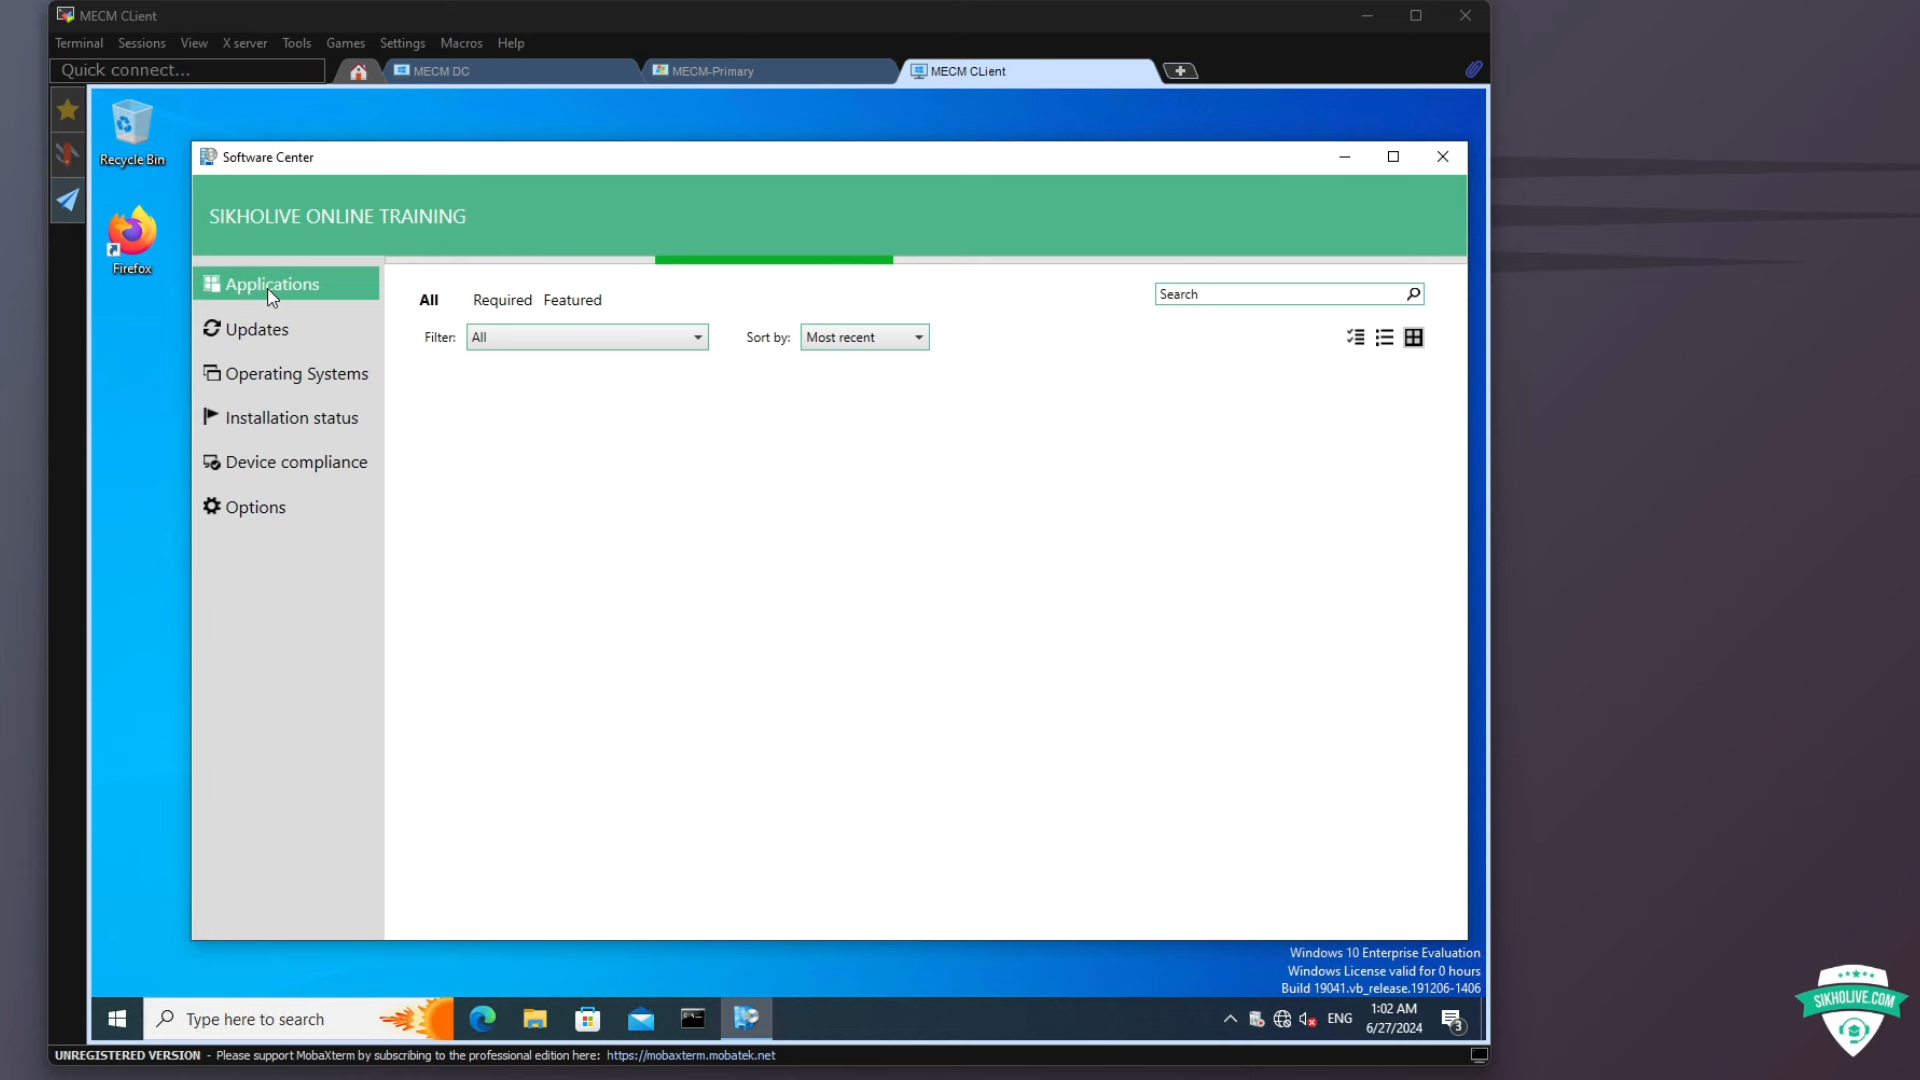 MECM CLient
Terminal Sessions View X server Tools Games Settings Macros Help
Quick connect... MECM DC MECM-Primary MECM CLient
Recycle Bin
Firefox
Software Center
SIKHOLIVE ONLINE TRAINING
Applications
Updates
Operating Systems
Installation status
Device compliance
Options
All Required Featured
Search
Filter: All Sort by: Most recent
Windows 10 Enterprise Evaluation
Windows License valid for 0 hours
Build 19041.vb_release.191206-1406
Type here to search
ENG
1:02 AM
6/27/2024
3
UNREGISTERED VERSION - Please support MobaXterm by subscribing to the professional edition here: https://mobaxterm.mobatek.net
SIKHOLIVE.COM